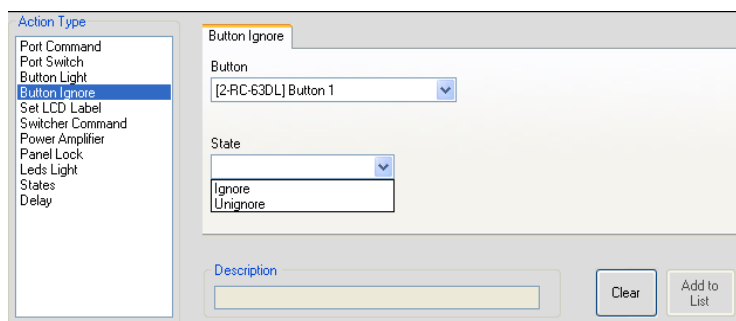 Action Type
Port Command
Port Switch
Button Light
Button Ignore
Set LCD Label
Switcher Command
Power Amplifier
Panel Lock
Leds Light
States
Delay
Button Ignore
Button
[2-RC-63DL] Button 1
State
Ignore
Unignore
Description
Clear
Add to
List